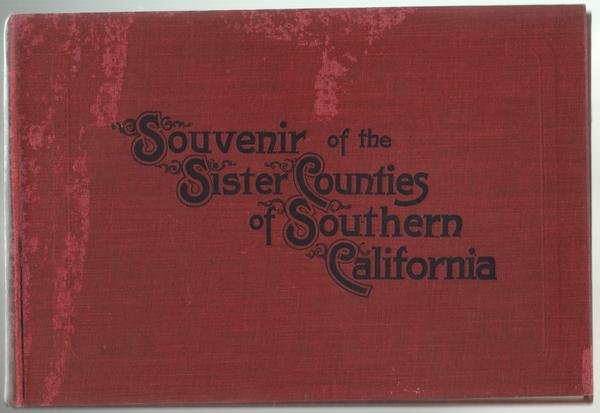 Souvenir of the
Sister Counties
of Southern
California